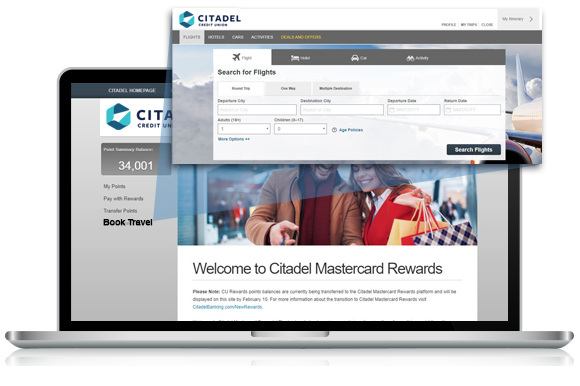 CITADEL
CREDIT UNION
PROFILE | MY TRIPS | CLOSE
My Itinerary
FLIGHTS HOTELS CARS ACTIVITIES DEALS AND OFFERS
Flight Hotel Car Activity
Search for Flights
Round Trip One Way Multiple Destination
Departure City Destination City Departure Date Return Date
Adults (18+) Children (0-17)
1 0 Age Policies
More Options ++
Search Flights
CITADEL HOMEPAGE
CITA
CREDIT UNION
Point Summary Balance:
34,001
My Points
Pay with Rewards
Transfer Points
Book Travel
Welcome to Citadel Mastercard Rewards
Please Note: CU Rewards points balances are currently being transferred to the Citadel Mastercard Rewards platform and will
be displayed on this site by February 10. For more information about the transition to Citadel Mastercard Rewards visit
CitadelBanking.com/NewRewards.